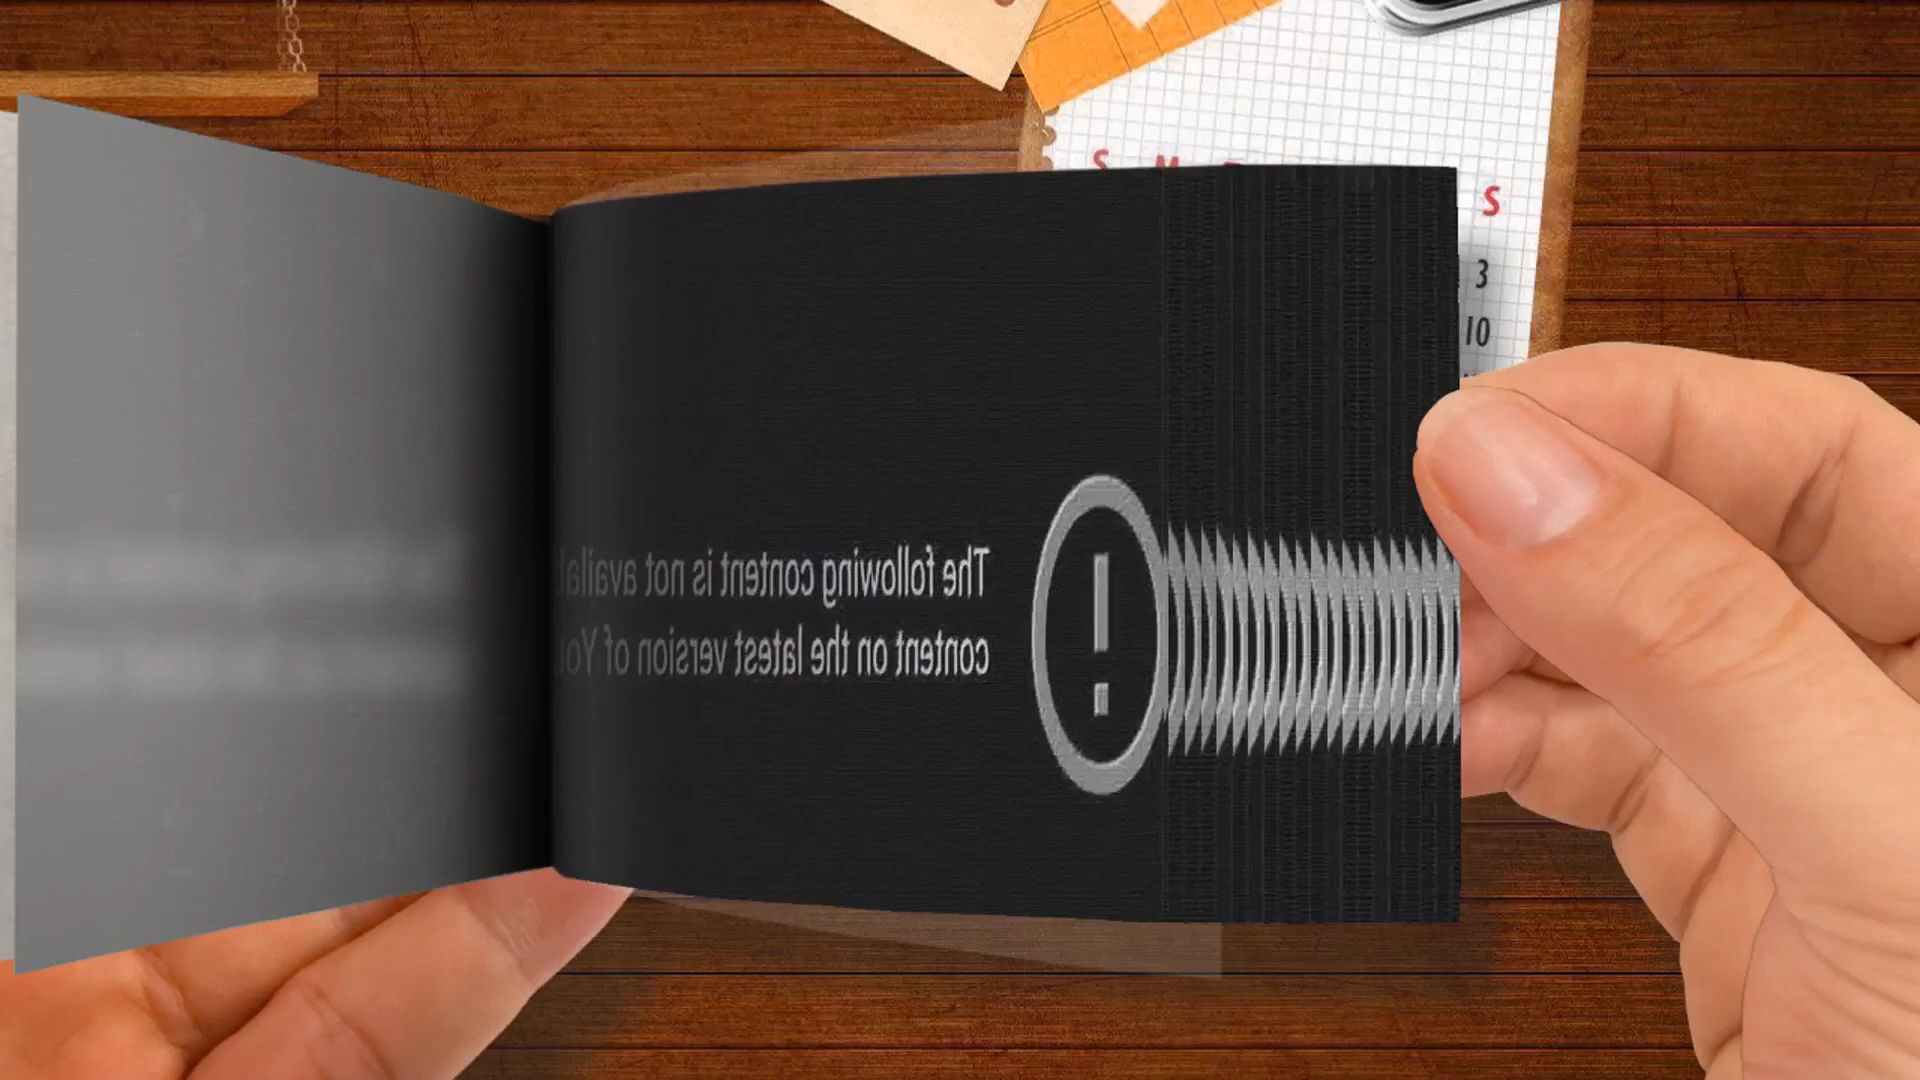 S M
S
3
10
The following content is not
content on the latest version of
!